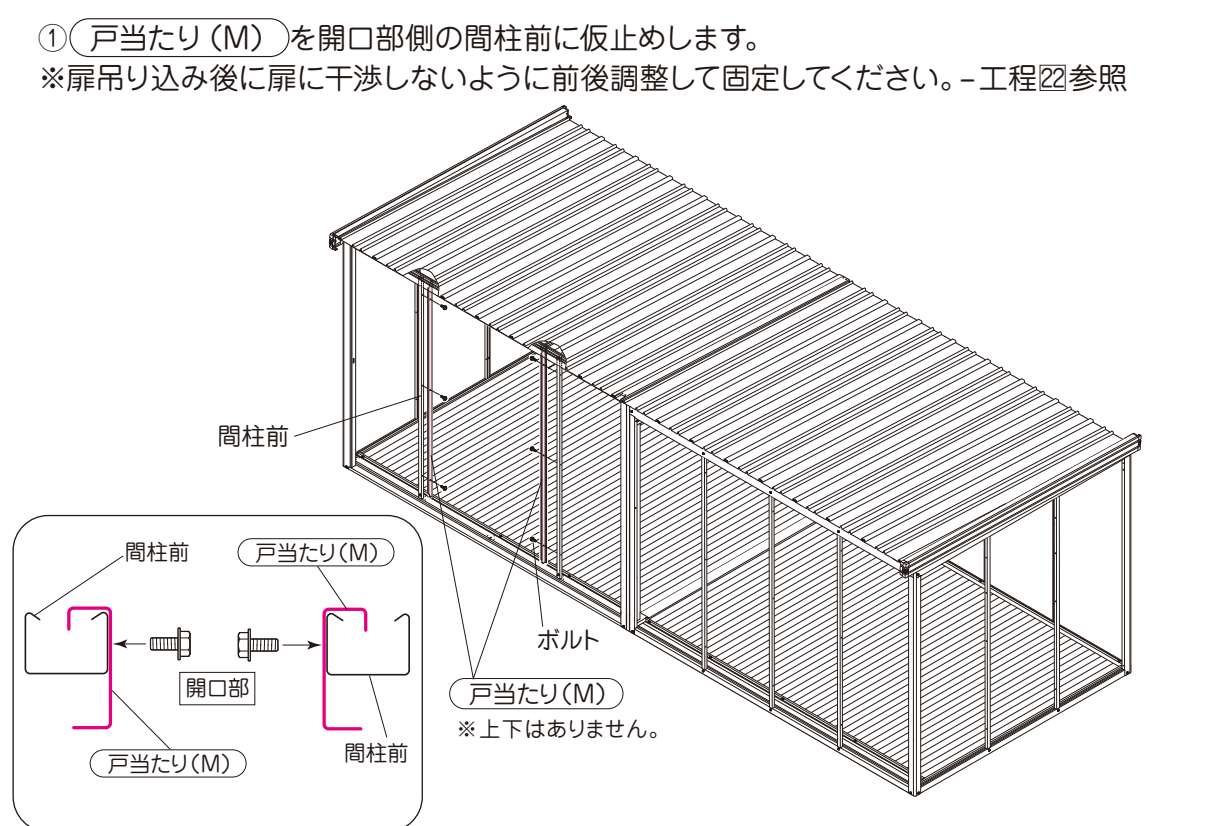 ①戸当たり(M)を開口部側の間柱前に仮止めします。
※扉吊り込み後に扉に干渉しないように前後調整して固定してください。－工程22参照
間柱前
間柱前
戸当たり(M)
開口部
戸当たり(M)
間柱前
ボルト
戸当たり(M)
※上下はありません。